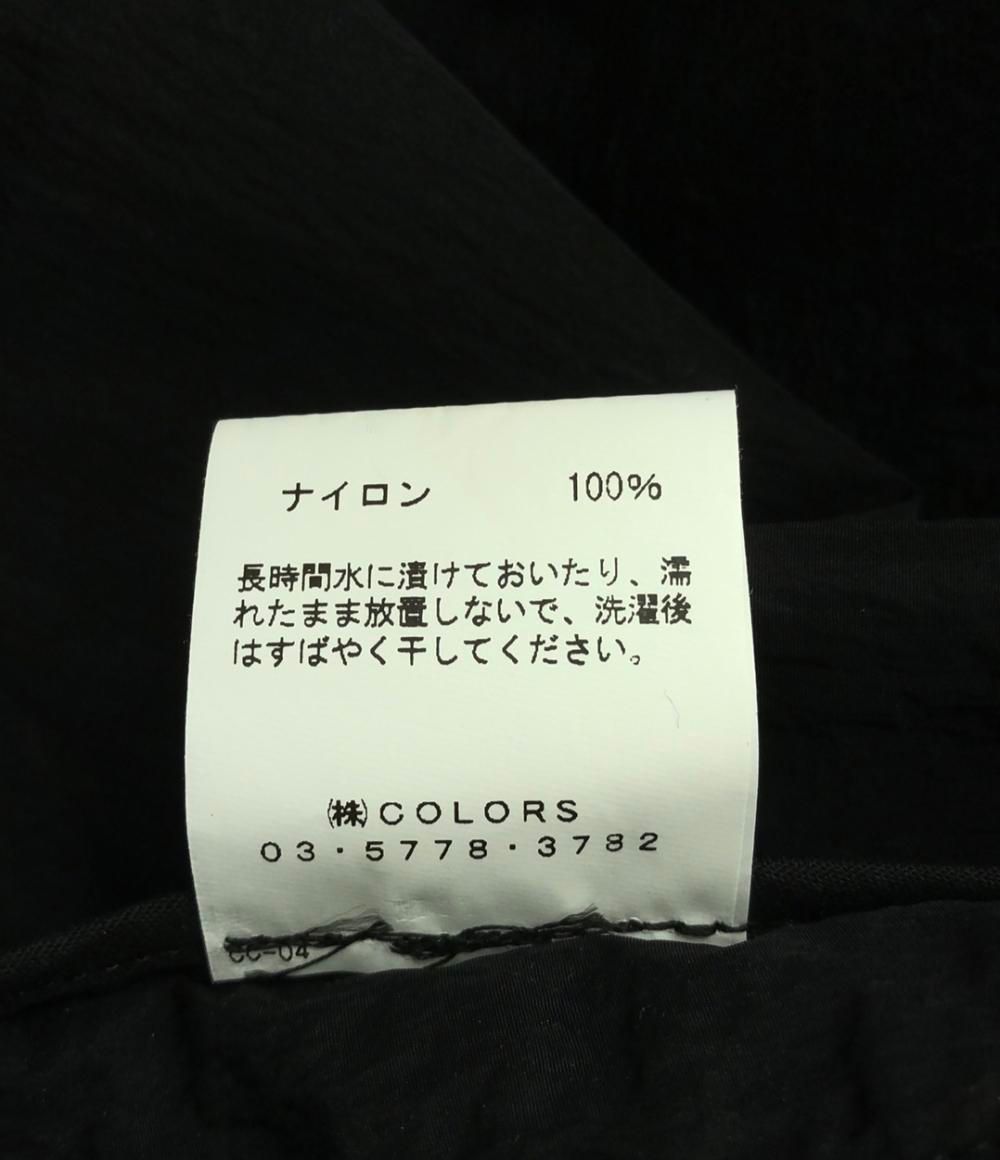 ナイロン 100%
長時間水に漬けておいたり、濡
れたまま放置しないで、洗濯後
はすばやく干してください。
㈱COLORS
03・5778・3782
CC-04